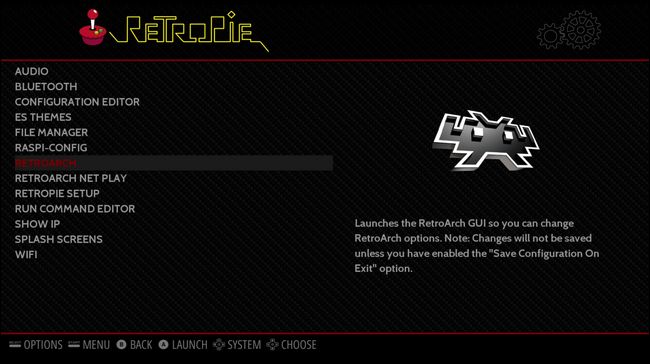 RETROPIE
AUDIO
BLUETOOTH
CONFIGURATION EDITOR
ES THEMES
FILE MANAGER
RASPI-CONFIG
RETROARCH
RETROARCH NET PLAY
RETROPIE SETUP
RUN COMMAND EDITOR
SHOW IP
SPLASH SCREENS
WIFI
Launches the RetroArch GUI so you can change
RetroArch options. Note: Changes will not be saved
unless you have enabled the "Save Configuration On
Exit" option.
SELECT OPTIONS START MENU B BACK A LAUNCH SYSTEM CHOOSE